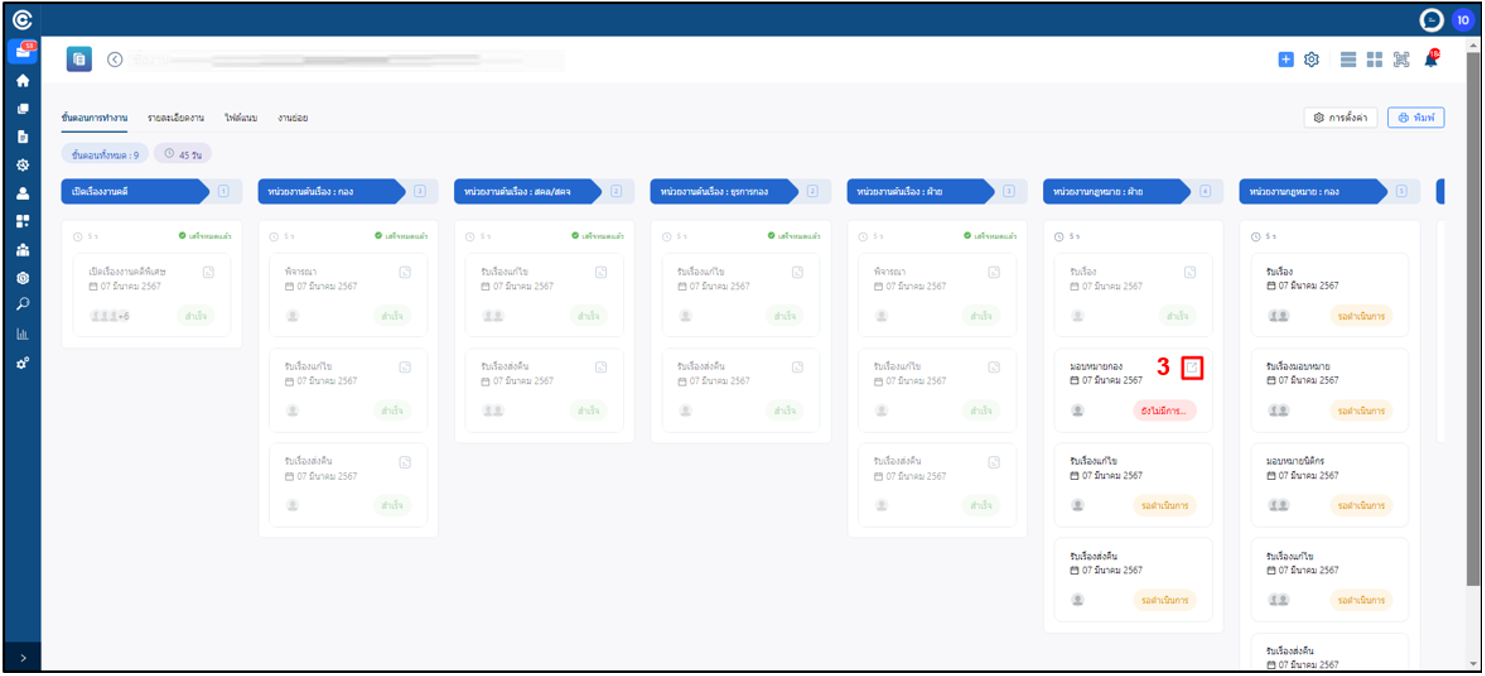 53
10
184
ขั้นตอนการทำงาน รายละเอียดงาน ไฟล์แนบ งานย่อย
การตั้งค่า พิมพ์
ขั้นตอนทั้งหมด : 9 45 วัน
เปิดเรื่องงานคดี 1
หน่วยงานต้นเรื่อง : กอง 3
หน่วยงานต้นเรื่อง : สคล/สคจ 2
หน่วยงานต้นเรื่อง : ธุรการกอง 2
หน่วยงานต้นเรื่อง : ฝ่าย 3
หน่วยงานกฎหมาย : ฝ่าย 4
หน่วยงานกฎหมาย : กอง 5
5 ว เสร็จหมดแล้ว
5 ว เสร็จหมดแล้ว
5 ว เสร็จหมดแล้ว
5 ว เสร็จหมดแล้ว
5 ว เสร็จหมดแล้ว
5 ว
5 ว
เปิดเรื่องงานคดีพิเศษ
07 มีนาคม 2567
+6 สำเร็จ
พิจารณา
07 มีนาคม 2567
สำเร็จ
รับเรื่องแก้ไข
07 มีนาคม 2567
สำเร็จ
รับเรื่องแก้ไข
07 มีนาคม 2567
สำเร็จ
พิจารณา
07 มีนาคม 2567
สำเร็จ
รับเรื่อง
07 มีนาคม 2567
สำเร็จ
รับเรื่อง
07 มีนาคม 2567
รอดำเนินการ
รับเรื่องแก้ไข
07 มีนาคม 2567
สำเร็จ
รับเรื่องส่งคืน
07 มีนาคม 2567
สำเร็จ
รับเรื่องส่งคืน
07 มีนาคม 2567
สำเร็จ
รับเรื่องแก้ไข
07 มีนาคม 2567
สำเร็จ
มอบหมายกอง 3
07 มีนาคม 2567
ยังไม่มีการ...
รับเรื่องมอบหมาย
07 มีนาคม 2567
รอดำเนินการ
รับเรื่องส่งคืน
07 มีนาคม 2567
สำเร็จ
รับเรื่องส่งคืน
07 มีนาคม 2567
สำเร็จ
รับเรื่องแก้ไข
07 มีนาคม 2567
รอดำเนินการ
มอบหมายนิติกร
07 มีนาคม 2567
รอดำเนินการ
รับเรื่องส่งคืน
07 มีนาคม 2567
รอดำเนินการ
รับเรื่องแก้ไข
07 มีนาคม 2567
รอดำเนินการ
รับเรื่องส่งคืน
07 มีนาคม 2567